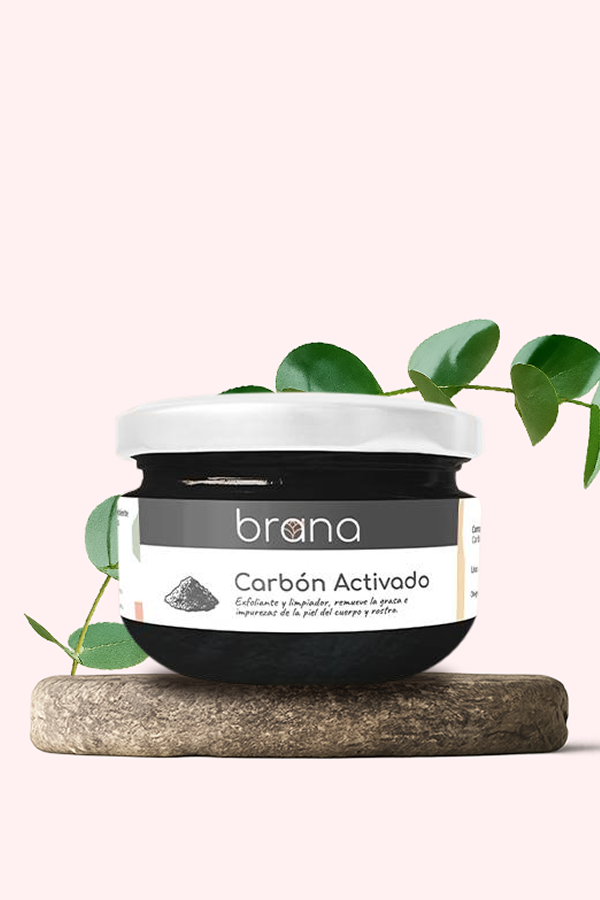 brana
Carbón Activado
Exfoliante y limpiador, remueve la grasa e
impurezas de la piel del cuerpo y rostro.